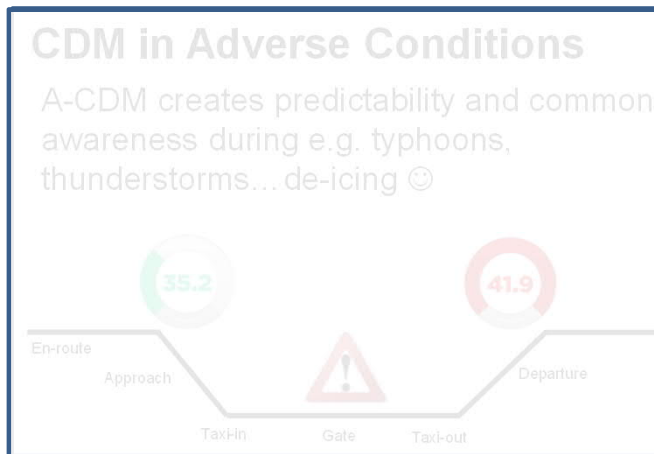 CDM in Adverse Conditions
A-CDM creates predictability and common
awareness during e.g. typhoons,
thunderstorms... de-icing ☺
35.2
41.9
En-route
Approach
Departure
Taxi-in
Gate
Taxi-out